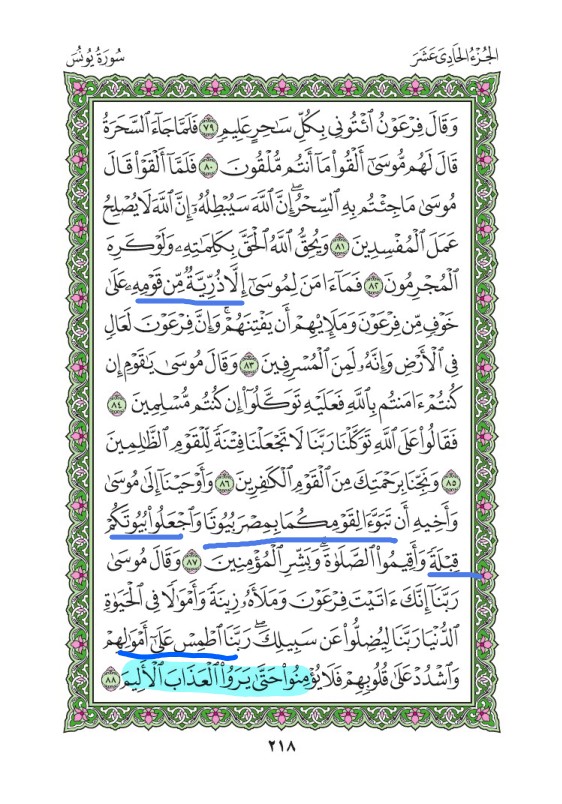 الجُزْءُ الحَادِي عَشَرَ سُورَةُ يُونُسَ
وَقَالَ فِرْعَوْنُ ٱئْتُونِى بِكُلِّ سَٰحِرٍ عَلِيمٍ ٧٩ فَلَمَّا جَآءَ ٱلسَّحَرَةُ
قَالَ لَهُم مُّوسَىٰٓ أَلْقُوا۟ مَآ أَنتُم مُّلْقُونَ ٨٠ فَلَمَّآ أَلْقَوْا۟ قَالَ
مُوسَىٰ مَا جِئْتُم بِهِ ٱلسِّحْرُ ۖ إِنَّ ٱللَّهَ سَيُبْطِلُهُۥٓ ۖ إِنَّ ٱللَّهَ لَا يُصْلِحُ
عَمَلَ ٱلْمُفْسِدِينَ ٨١ وَيُحِقُّ ٱللَّهُ ٱلْحَقَّ بِكَلِمَٰتِهِۦ وَلَوْ كَرِهَ
ٱلْمُجْرِمُونَ ٨٢ فَمَآ ءَامَنَ لِمُوسَىٰٓ إِلَّا ذُرِّيَّةٌ مِّن قَوْمِهِۦ عَلَىٰ
خَوْفٍ مِّن فِرْعَوْنَ وَمَلَإِي۟هِمْ أَن يَفْتِنَهُمْ ۚ وَإِنَّ فِرْعَوْنَ لَعَالٍ
فِى ٱلْأَرْضِ وَإِنَّهُۥ لَمِنَ ٱلْمُسْرِفِينَ ٨٣ وَقَالَ مُوسَىٰ يَٰقَوْمِ إِن
كُنتُمْ ءَامَنتُم بِٱللَّهِ فَعَلَيْهِ تَوَكَّلُوٓا۟ إِن كُنتُم مُّسْلِمِينَ ٨٤
فَقَالُوا۟ عَلَى ٱللَّهِ تَوَكَّلْنَا رَبَّنَا لَا تَجْعَلْنَا فِتْنَةً لِّلْقَوْمِ ٱلظَّٰلِمِينَ
٨٥ وَنَجِّنَا بِرَحْمَتِكَ مِنَ ٱلْقَوْمِ ٱلْكَٰفِرِينَ ٨٦ وَأَوْحَيْنَآ إِلَىٰ مُوسَىٰ
وَأَخِيهِ أَن تَبَوَّءَا لِقَوْمِكُمَا بِمِصْرَ بُيُوتًا وَٱجْعَلُوا۟ بُيُوتَكُمْ
قِبْلَةً وَأَقِيمُوا۟ ٱلصَّلَوٰةَ ۗ وَبَشِّرِ ٱلْمُؤْمِنِينَ ٨٧ وَقَالَ مُوسَىٰ
رَبَّنَآ إِنَّكَ ءَاتَيْتَ فِرْعَوْنَ وَمَلَأَهُۥ زِينَةً وَأَمْوَٰلًا فِى ٱلْحَيَوٰةِ
ٱلدُّنْيَا رَبَّنَا لِيُضِلُّوا۟ عَن سَبِيلِكَ ۖ رَبَّنَا ٱطْمِسْ عَلَىٰٓ أَمْوَٰلِهِمْ
وَٱشْدُدْ عَلَىٰ قُلُوبِهِمْ فَلَا يُؤْمِنُوا۟ حَتَّىٰ يَرَوُا۟ ٱلْعَذَابَ ٱلْأَلِيمَ ٨٨
٢١٨